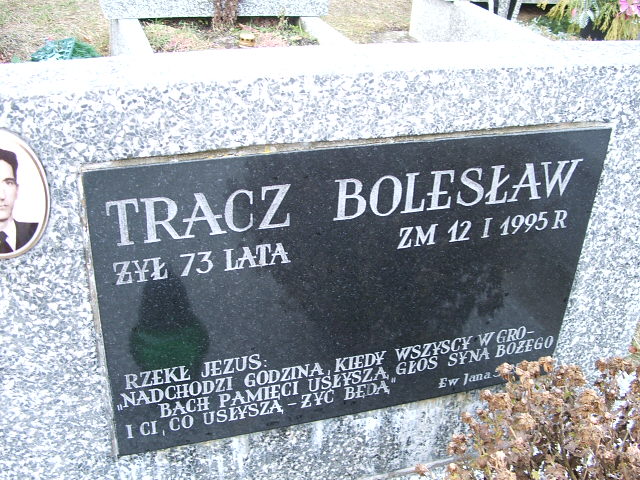 TRACZ BOLESŁAW
ŻYŁ 73 LATA ZM 12 I 1995 R
RZEKŁ JEZUS:
„NADCHODZI GODZINA, KIEDY WSZYSCY W GRO-
BACH PAMIĘCI USŁYSZĄ GŁOS SYNA BOŻEGO
I CI, CO USŁYSZĄ – ŻYĆ BĘDĄ"
Ew Jana